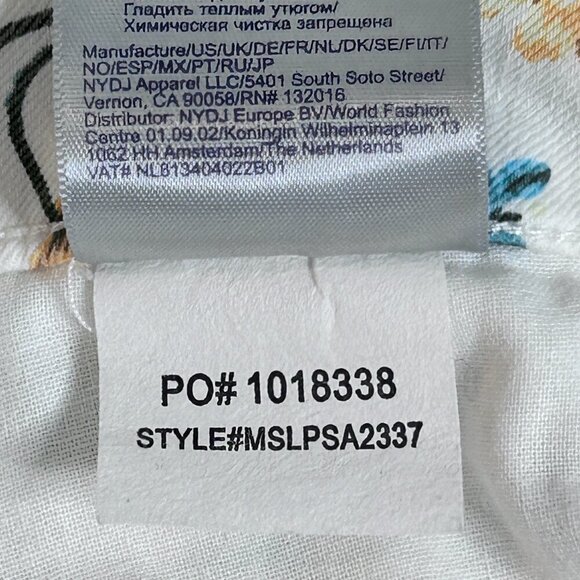 Гладить теплым утюгом/
Химическая чистка запрещена
Manufacture/US/UK/DE/FR/NL/DK/SE/FI/IT/
NO/ESP/MX/PT/RU/JP
NYDJ Apparel LLC/5401 South Soto Street/
Vernon, CA 90058/RN# 132016
Distributor: NYDJ Europe BV/World Fashion
Centre 01.09.02/Koningin Wilhelminaplein 13
1062 HH Amsterdam/The Netherlands
VAT# NL813404022B01
PO# 1018338
STYLE#MSLPSA2337